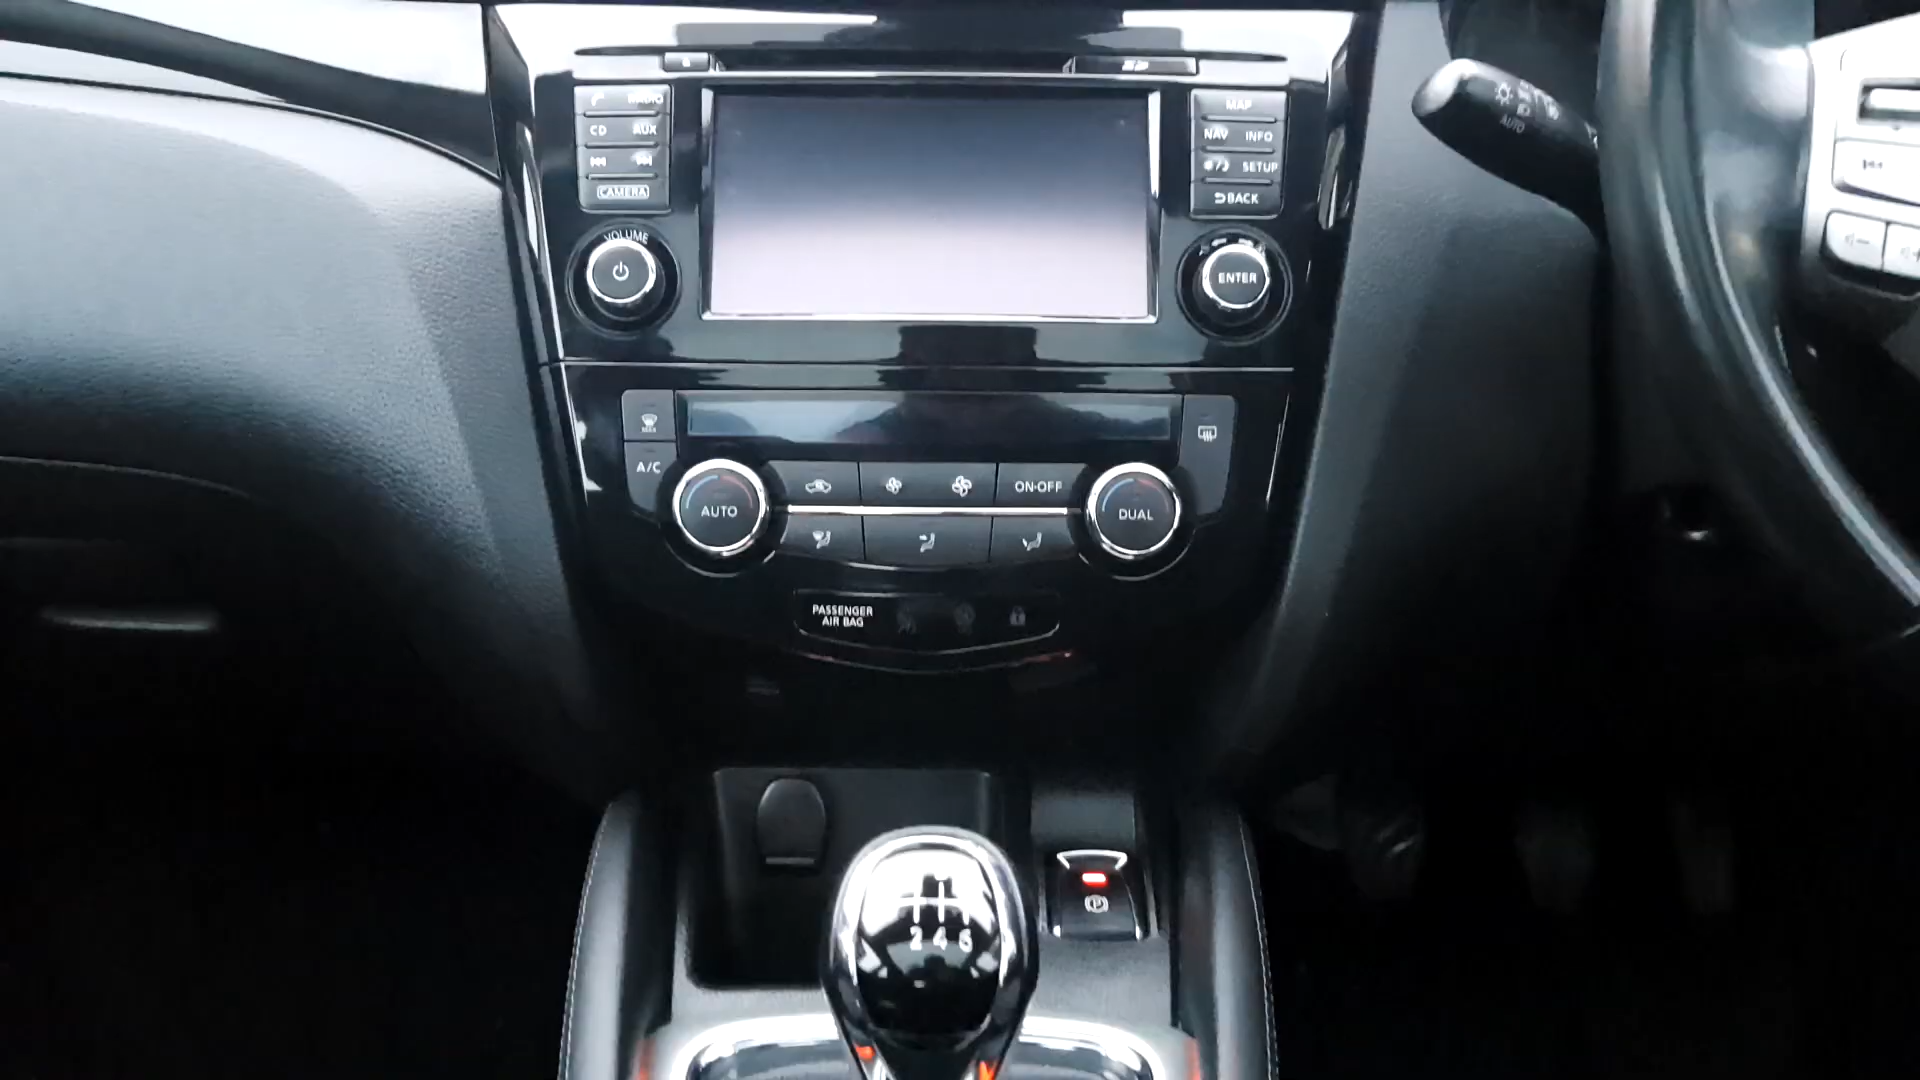 RADIO
CD AUX
CAMERA
VOLUME
MAP
NAV INFO
SETUP
BACK
ENTER
AUTO
MAX
A/C
AUTO
ON·OFF
DUAL
PASSENGER
AIR BAG
2 4 6
P